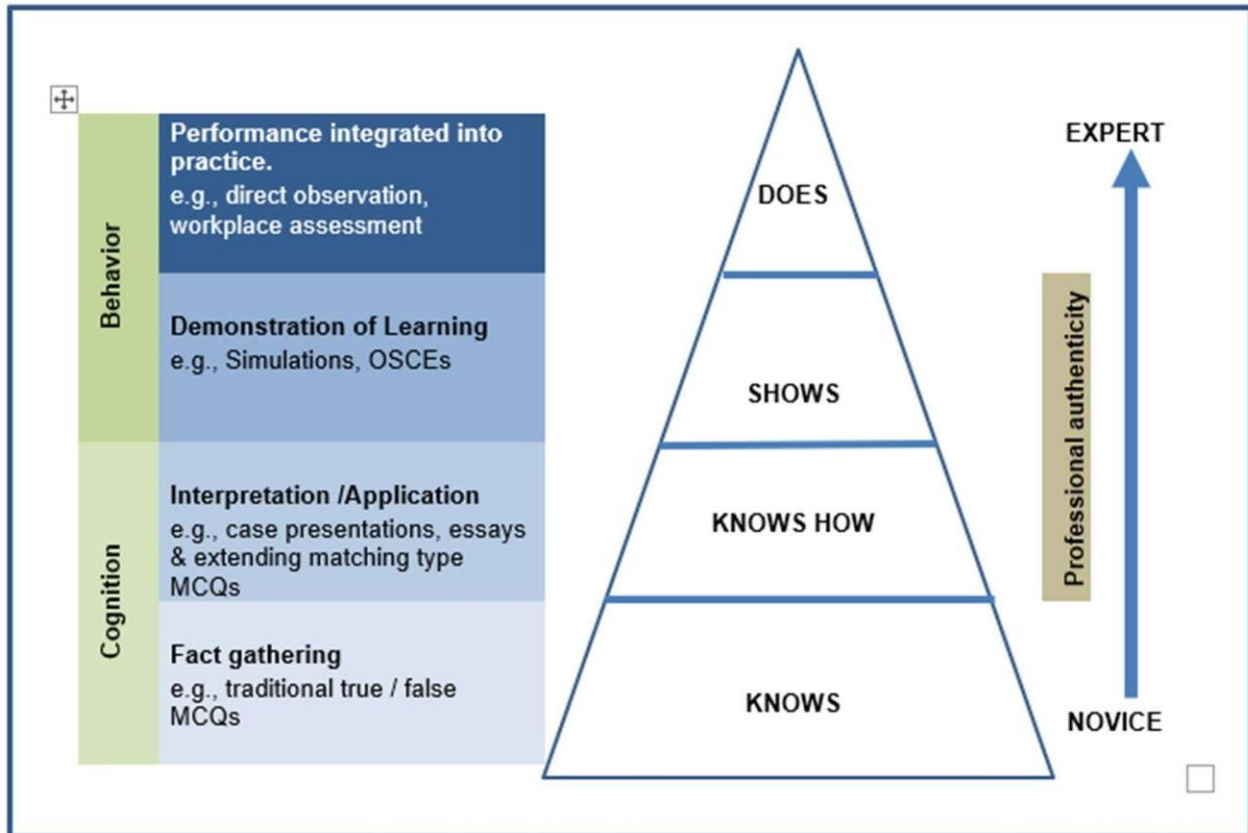 Behavior
Performance integrated into
practice.
e.g., direct observation,
workplace assessment
Demonstration of Learning
e.g., Simulations, OSCEs
Cognition
Interpretation /Application
e.g., case presentations, essays
& extending matching type
MCQs
Fact gathering
e.g., traditional true / false
MCQs
DOES
SHOWS
KNOWS HOW
KNOWS
EXPERT
Professional authenticity
NOVICE